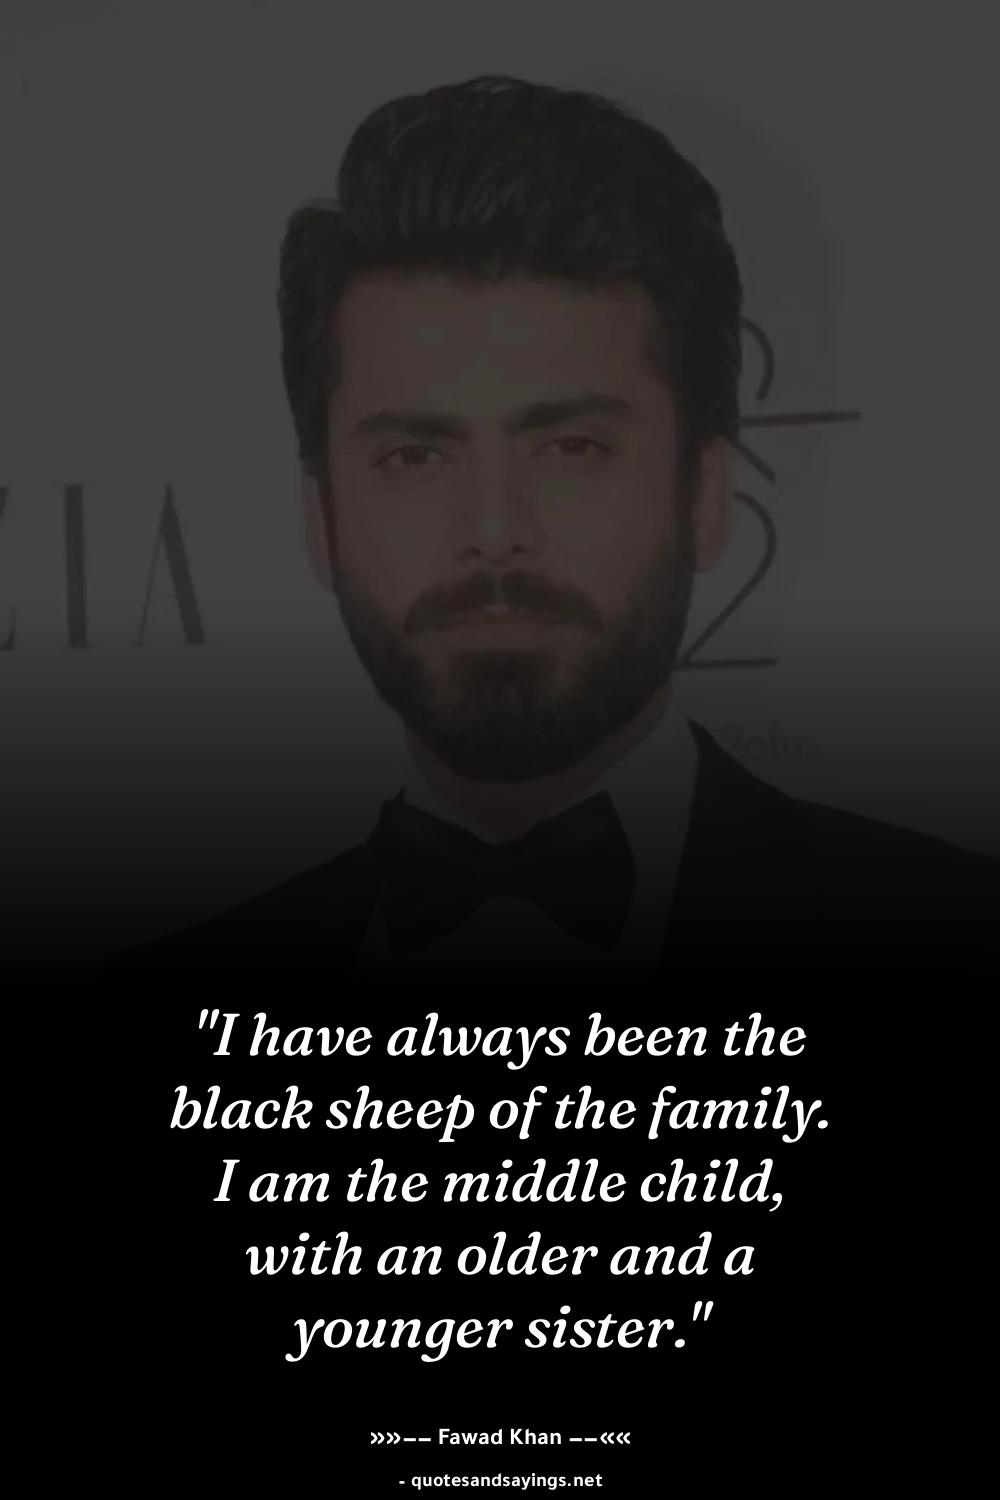 ZIA
"I have always been the
black sheep of the family.
I am the middle child,
with an older and a
younger sister."
»»–– Fawad Khan ––««
- quotesandsayings.net